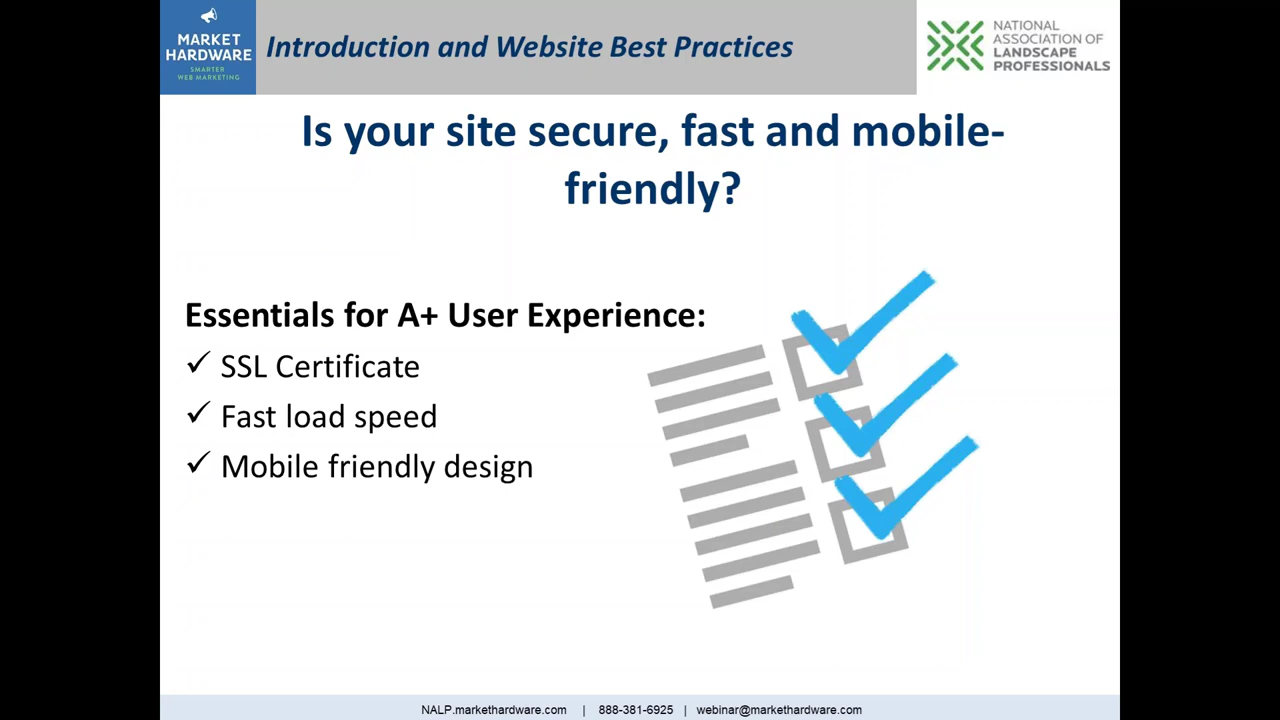 MARKET
HARDWARE
SMARTER
WEB MARKETING
Introduction and Website Best Practices
NATIONAL
ASSOCIATION OF
LANDSCAPE
PROFESSIONALS
Is your site secure, fast and mobile-
friendly?
Essentials for A+ User Experience:
✓ SSL Certificate
✓ Fast load speed
✓ Mobile friendly design
NALP.markethardware.com | 888-381-6925 | webinar@markethardware.com